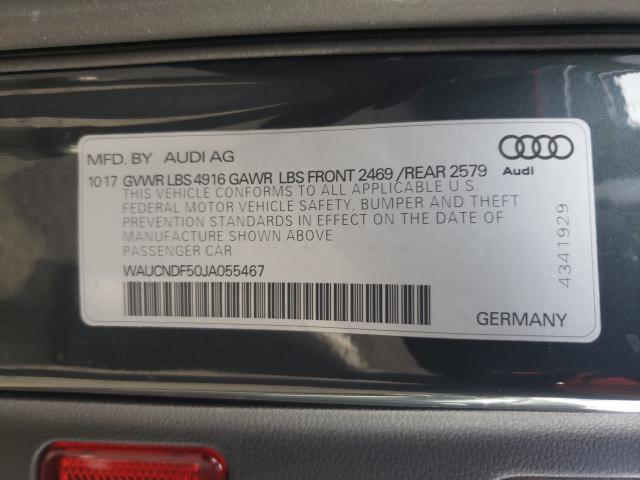 MFD. BY AUDI AG
Audi
10 17 GVWR LBS 4916 GAWR LBS FRONT 2469 /REAR 2579
THIS VEHICLE CONFORMS TO ALL APPLICABLE U.S.
FEDERAL MOTOR VEHICLE SAFETY, BUMPER AND THEFT
PREVENTION STANDARDS IN EFFECT ON THE DATE OF
MANUFACTURE SHOWN ABOVE
PASSENGER CAR
WAUCNDF50JA055467
4341929
GERMANY